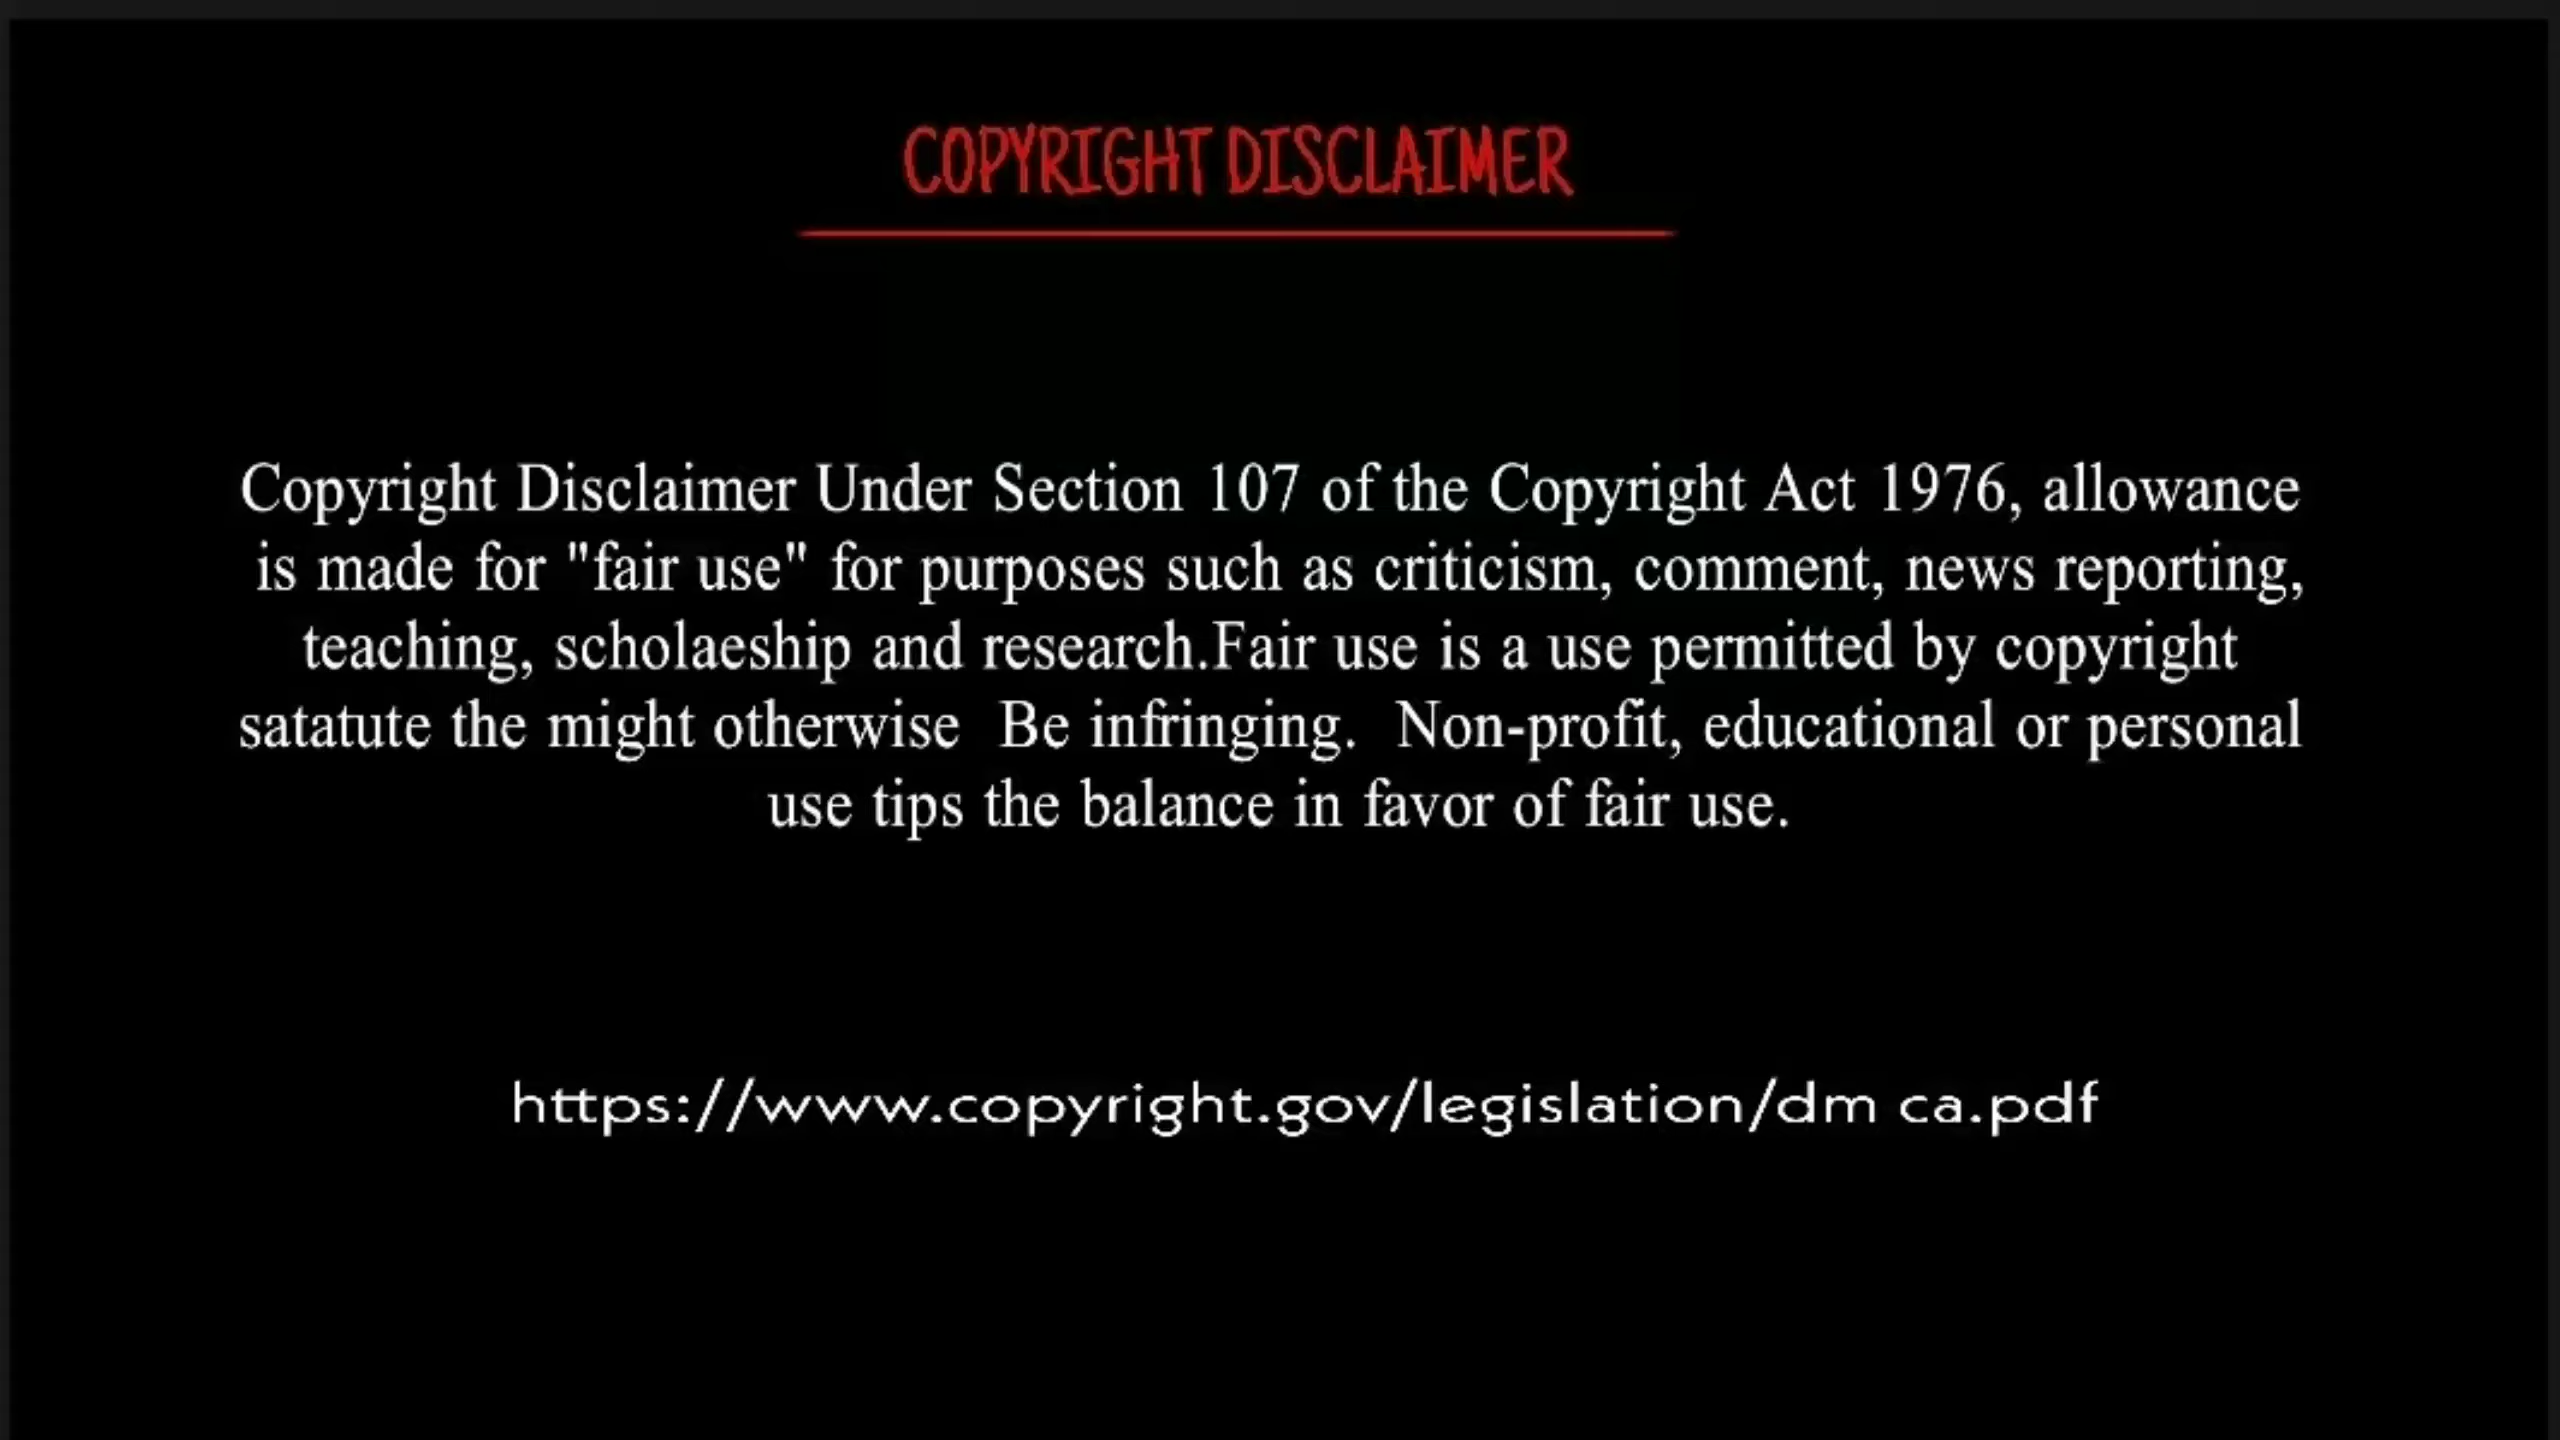 COPYRIGHT DISCLAIMER
Copyright Disclaimer Under Section 107 of the Copyright Act 1976, allowance
is made for "fair use" for purposes such as criticism, comment, news reporting,
teaching, scholaeship and research.Fair use is a use permitted by copyright
satatute the might otherwise  Be infringing.  Non-profit, educational or personal
use tips the balance in favor of fair use.
https://www.copyright.gov/legislation/dm ca.pdf